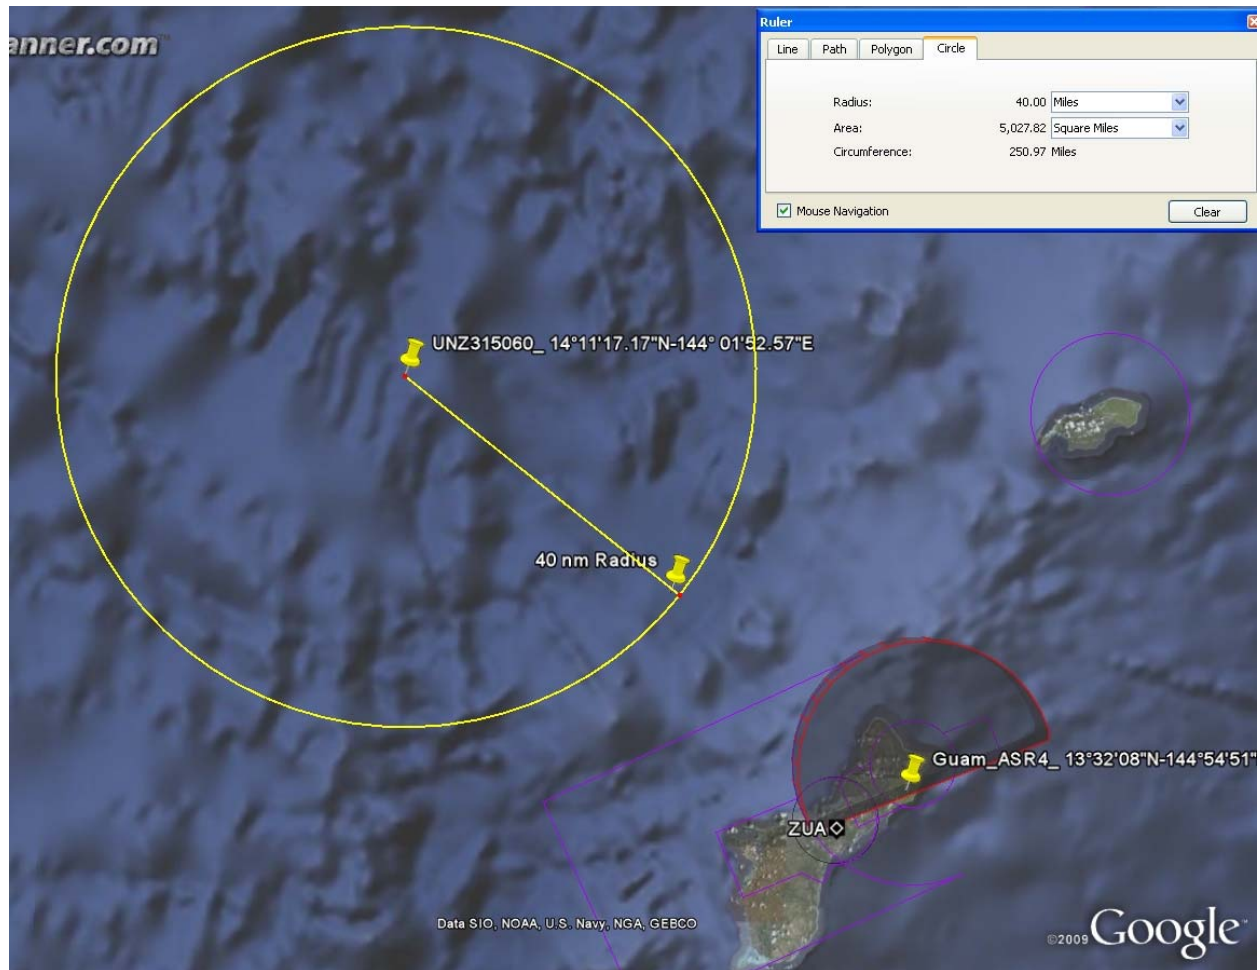 anner.com™
Ruler
Line Path Polygon Circle
Radius: 40.00 Miles
Area: 5,027.82 Square Miles
Circumference: 250.97 Miles
Mouse Navigation Clear
UNZ315060_ 14°11'17.17"N-144° 01'52.57"E
40 nm Radius
Guam_ASR4_ 13°32'08"N-144°54'51"
ZUA
Data SIO, NOAA, U.S. Navy, NGA, GEBCO
©2009 Google